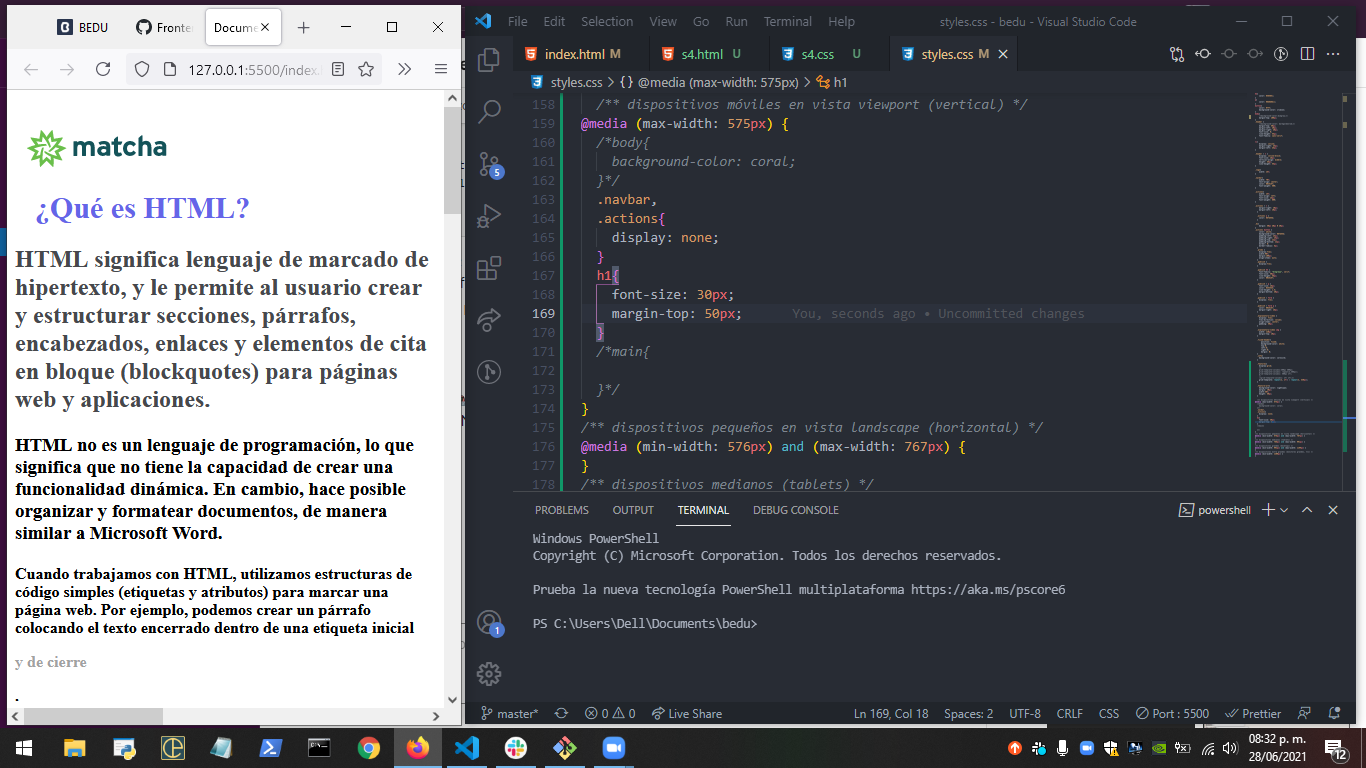 BEDU
Fronte
Docume
127.0.0.1:5500/index.
matcha
¿Qué es HTML?
HTML significa lenguaje de marcado de
hipertexto, y le permite al usuario crear
y estructurar secciones, párrafos,
encabezados, enlaces y elementos de cita
en bloque (blockquotes) para páginas
web y aplicaciones.
HTML no es un lenguaje de programación, lo que
significa que no tiene la capacidad de crear una
funcionalidad dinámica. En cambio, hace posible
organizar y formatear documentos, de manera
similar a Microsoft Word.
Cuando trabajamos con HTML, utilizamos estructuras de
código simples (etiquetas y atributos) para marcar una
página web. Por ejemplo, podemos crear un párrafo
colocando el texto encerrado dentro de una etiqueta inicial
y de cierre
.
File Edit Selection View Go Run Terminal Help
styles.css - bedu - Visual Studio Code
index.html M
s4.html U
s4.css U
styles.css M
styles.css > {} @media (max-width: 575px) > h1
158 /** dispositivos móviles en vista viewport (vertical) */
159 @media (max-width: 575px) {
160 /*body{
161 background-color: coral;
162 }*/
163 .navbar,
164 .actions{
165 display: none;
166 }
167 h1{
168 font-size: 30px;
169 margin-top: 50px; You, seconds ago • Uncommitted changes
170 }
171 /*main{
172
173 }*/
174 }
175 /** dispositivos pequeños en vista landscape (horizontal) */
176 @media (min-width: 576px) and (max-width: 767px) {
177 }
178 /** dispositivos medianos (tablets) */
5
1
PROBLEMS OUTPUT TERMINAL DEBUG CONSOLE
powershell
Windows PowerShell
Copyright (C) Microsoft Corporation. Todos los derechos reservados.
Prueba la nueva tecnología PowerShell multiplataforma https://aka.ms/pscore6
PS C:\Users\Dell\Documents\bedu>
master* 0 0 Live Share
Ln 169, Col 18 Spaces: 2 UTF-8 CRLF CSS Port : 5500 Prettier
08:32 p. m.
28/06/2021
12